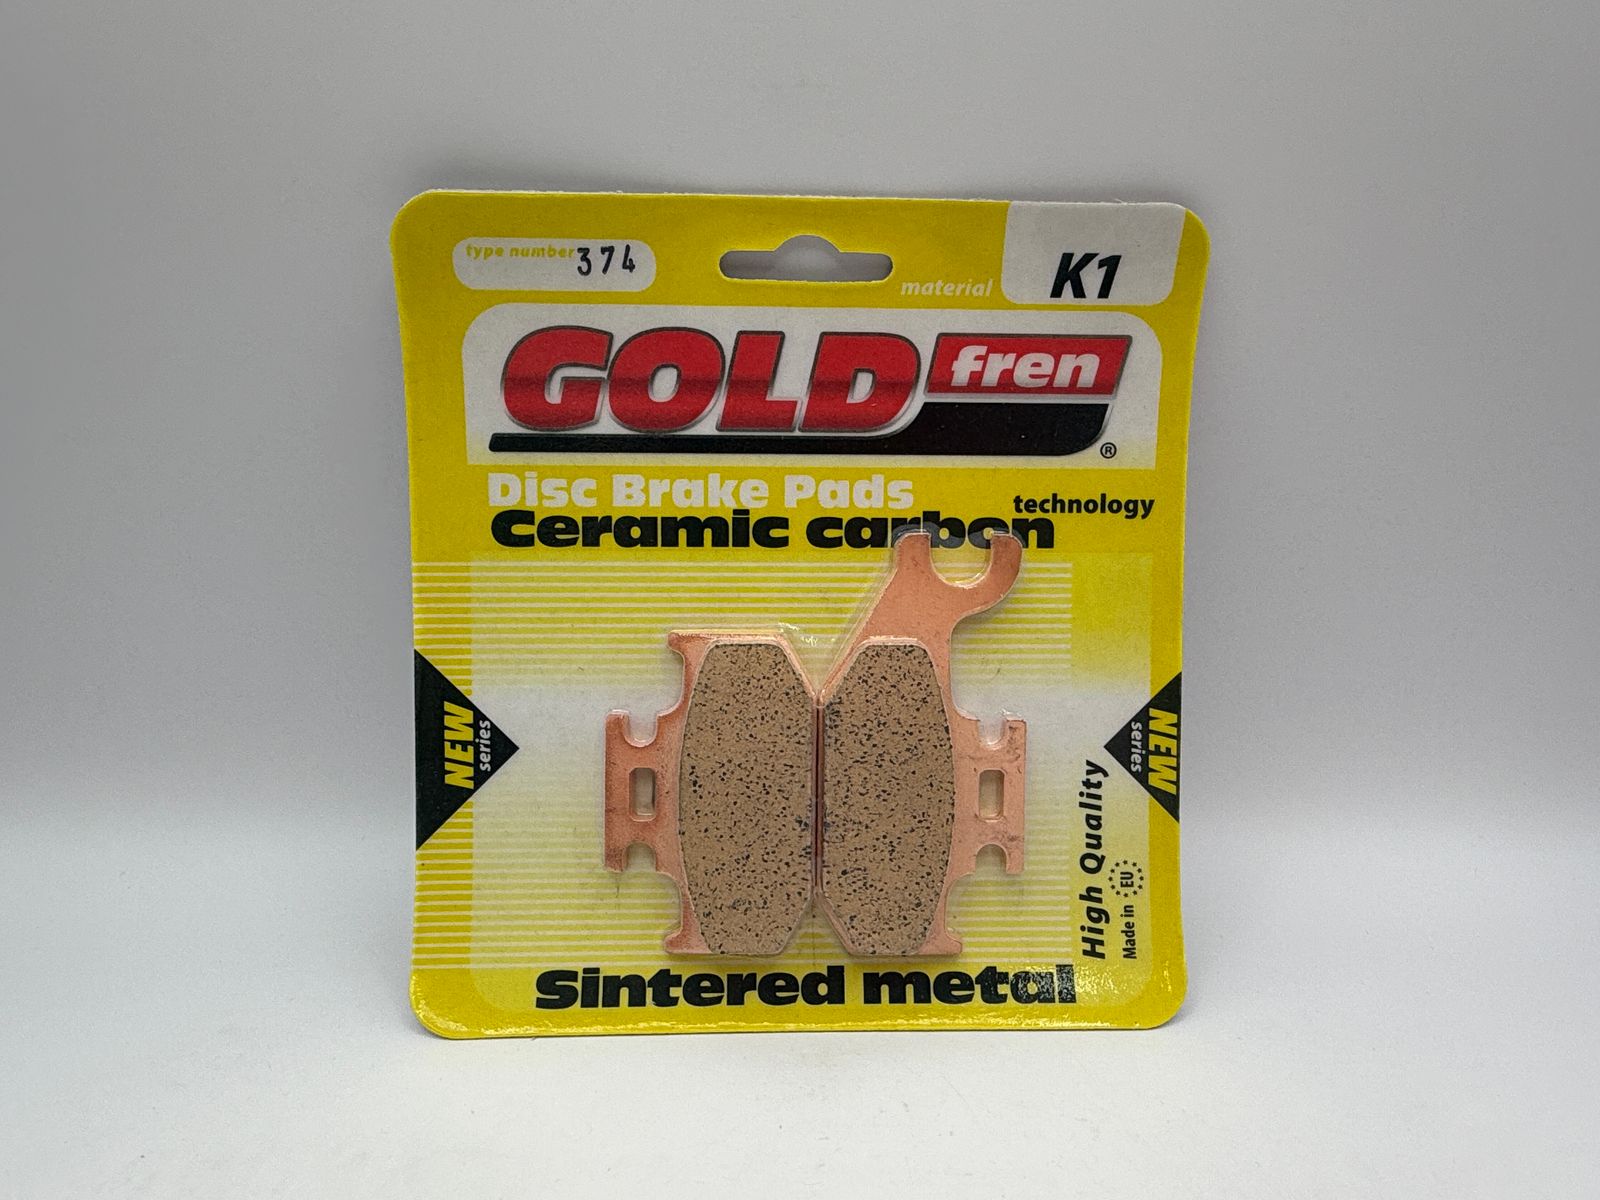 type number 374
material K1
GOLD fren ®
Disc Brake Pads
Ceramic carbon technology
NEW series
NEW series
High Quality
Made in EU
Sintered metal